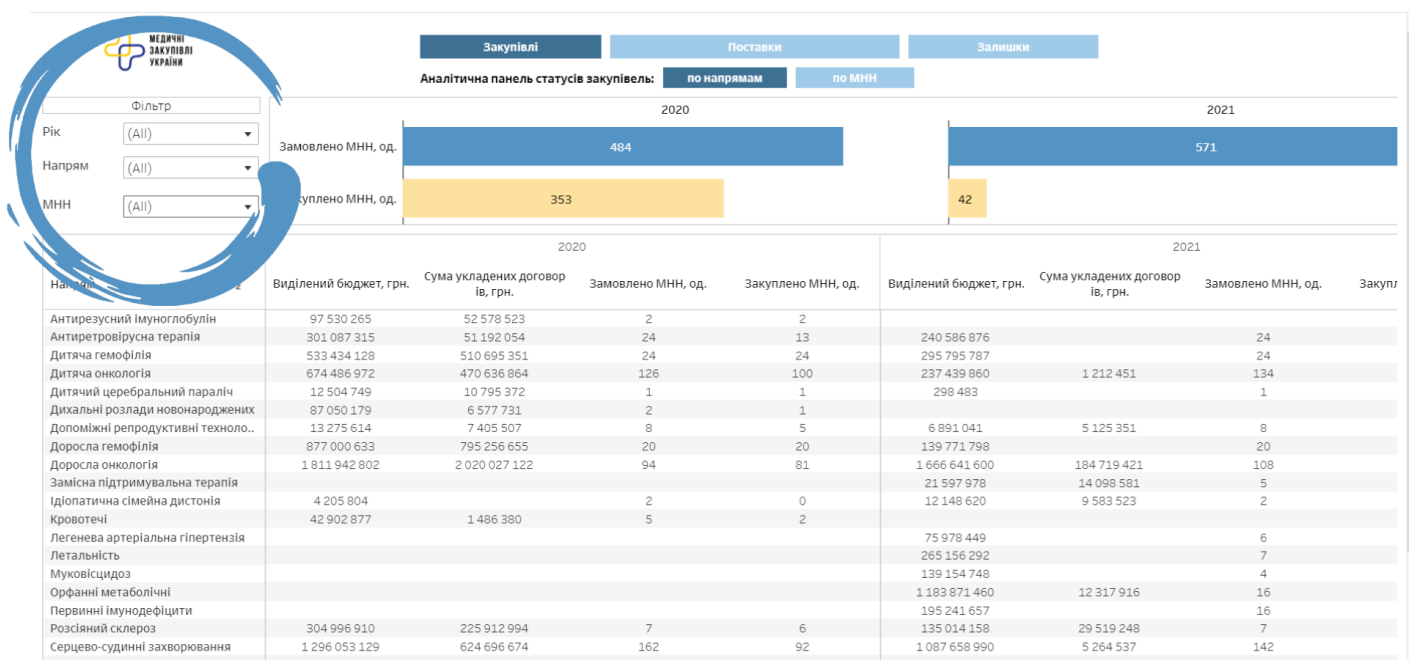 МЕДИЧНІ
ЗАКУПІВЛІ
УКРАЇНИ
Закупівлі Поставки Залишки
Аналітична панель статусів закупівель: по напрямам по МНН
Фільтр
Рік (All)
Напрям (All)
МНН (All)
2020 2021
Замовлено МНН, од. 484 571
МНН, од. 353 42
2020 2021
Виділений бюджет, грн. Сума укладених договор
ів, грн. Замовлено МНН, од. Закуплено МНН, од. Виділений бюджет, грн. Сума укладених договор
ів, грн. Замовлено МНН, од.
Антирезусний імуноглобулін 97 530 265 52 578 523 2 2
Антиретровірусна терапія 301 087 315 51 192 054 24 13 240 586 876 24
Дитяча гемофілія 533 434 128 510 695 351 24 24 295 795 787 24
Дитяча онкологія 674 486 972 470 636 864 126 100 237 439 860 1 212 451 134
Дитячий церебральний параліч 12 504 749 10 795 372 1 1 298 483 1
Дихальні розлади новонароджених 87 050 179 6 577 731 2 1
Допоміжні репродуктивні техноло.. 13 275 614 7 405 507 8 5 6 891 041 5 125 351 8
Доросла гемофілія 877 000 633 795 256 655 20 20 139 771 798 20
Доросла онкологія 1 811 942 802 2 020 027 122 94 81 1 666 641 600 184 719 421 108
Замісна підтримувальна терапія 21 597 978 14 098 581 5
Ідіопатична сімейна дистонія 4 205 804 2 0 12 148 620 9 583 523 2
Кровотечі 42 902 877 1 486 380 5 2
Легенева артеріальна гіпертензія 75 978 449 6
Летальність 265 156 292 7
Муковісцидоз 139 154 748 4
Орфанні метаболічні 1 183 871 460 12 317 916 16
Первинні імунодефіцити 195 241 657 16
Розсіяний склероз 304 996 910 225 912 994 7 6 135 014 158 29 519 248 7
Серцево-судинні захворювання 1 296 053 129 624 696 674 162 92 1 087 658 990 5 264 537 142